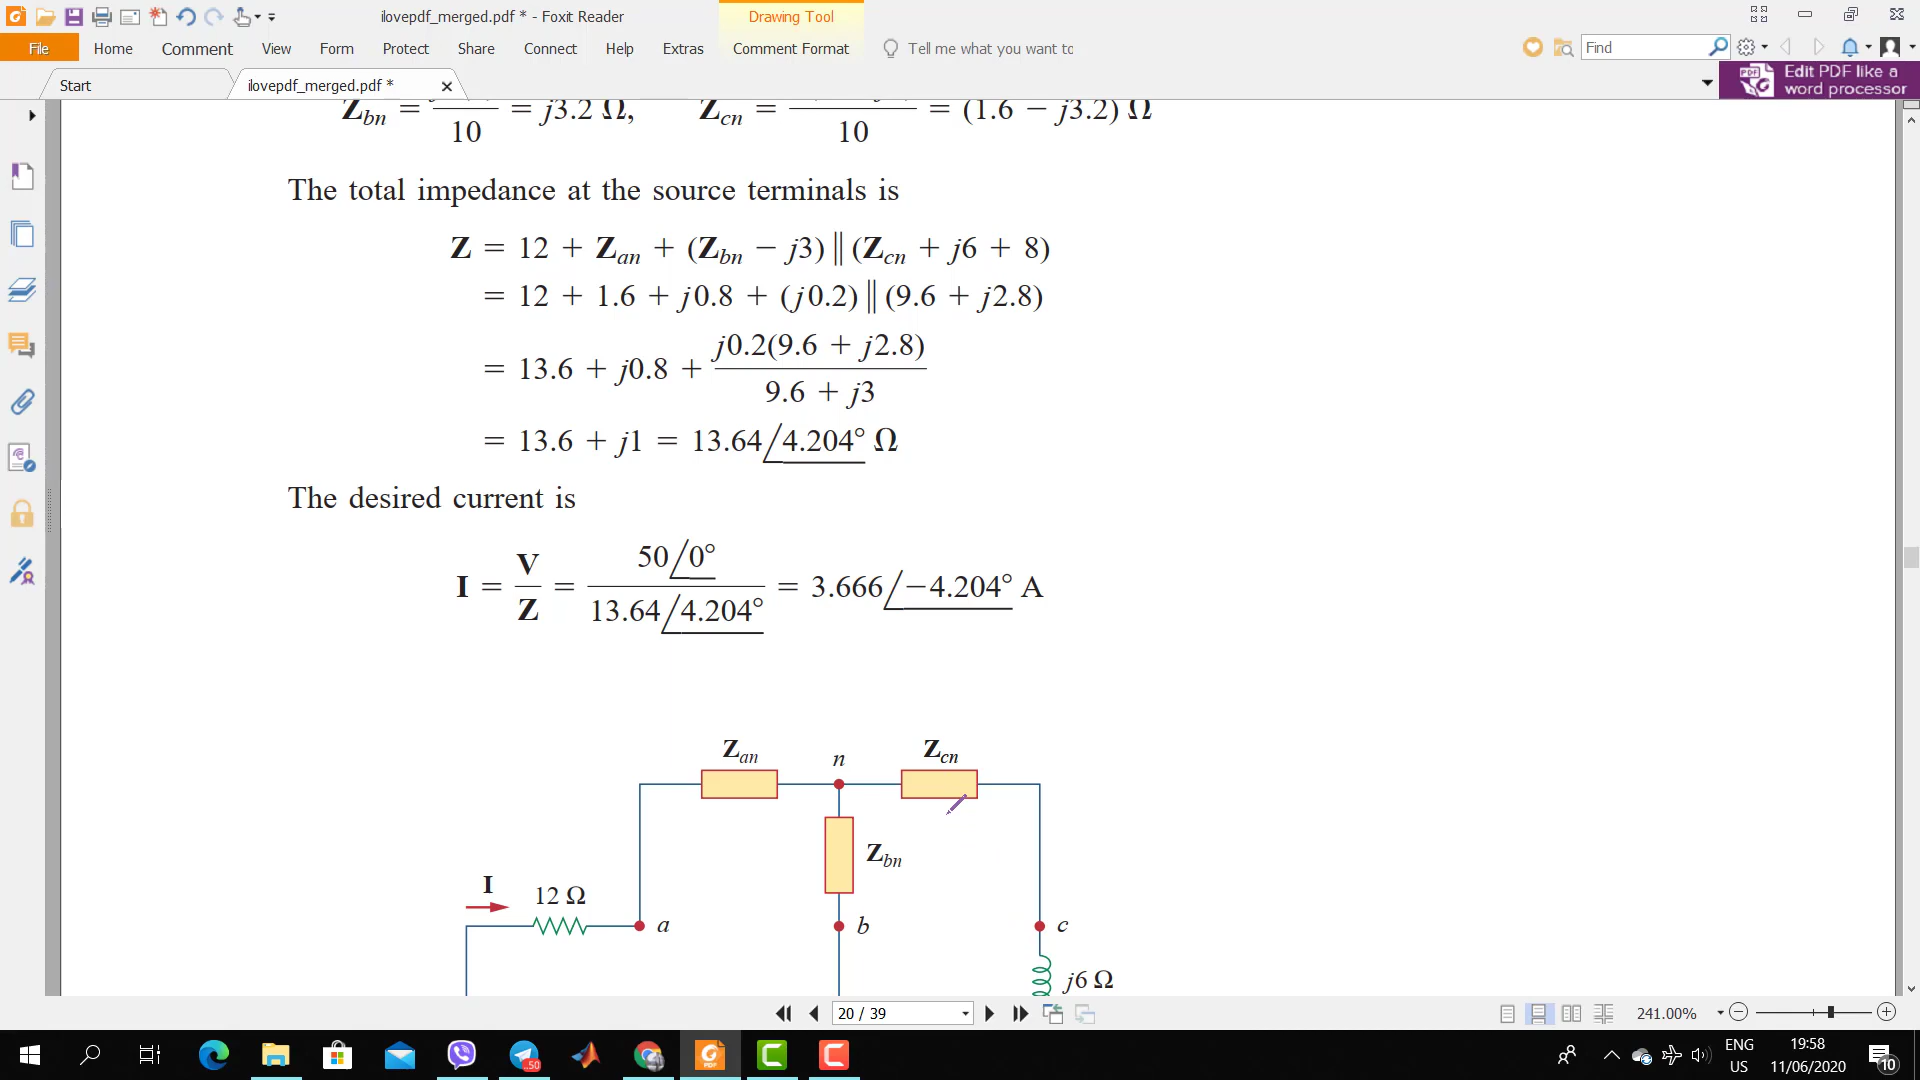 ilovepdf_merged.pdf * - Foxit Reader
Drawing Tool
File Home Comment View Form Protect Share Connect Help Extras Comment Format Tell me what you want to Find
Start ilovepdf_merged.pdf *
Edit PDF like a
word processor
Z_bn = /10 = j3.2 Ω, Z_cn = /10 = (1.6 − j3.2) Ω
The total impedance at the source terminals is
Z = 12 + Z_an + (Z_bn − j3) ‖ (Z_cn + j6 + 8)
= 12 + 1.6 + j0.8 + (j0.2) ‖ (9.6 + j2.8)
= 13.6 + j0.8 + j0.2(9.6 + j2.8) / 9.6 + j3
= 13.6 + j1 = 13.64∠4.204° Ω
The desired current is
I = V/Z = 50∠0° / 13.64∠4.204° = 3.666∠−4.204° A
Z_an n Z_cn
Z_bn
I 12 Ω
a b c
j6 Ω
20 / 39
241.00%
.50
ENG
US
19:58
11/06/2020
10